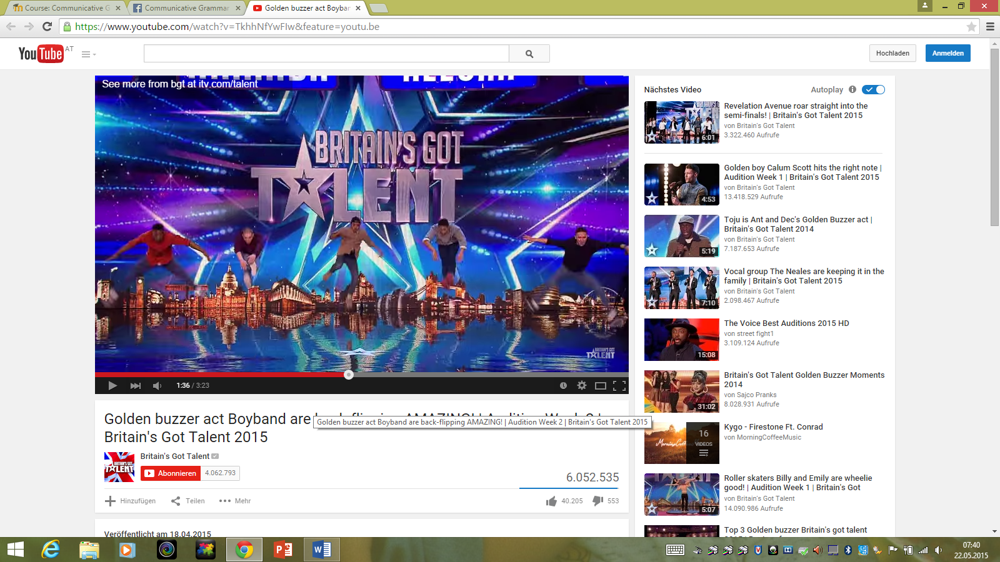 Course: Communicative G
Communicative Grammar
Golden buzzer act Boyban
https://www.youtube.com/watch?v=TkhhNfYwFIw&feature=youtu.be
YouTube AT
Hochladen
Anmelden
See more from bgt at itv.com/talent
BRITAIN'S GOT
TALENT
BRITAIN'S GOT
TALENT
1:36 / 3:23
Golden buzzer act Boyband are
Golden buzzer act Boyband are back-flipping AMAZING! | Audition Week 2 | Britain's Got Talent 2015
Britain's Got Talent 2015
BRITAIN'S GOT
TALENT
Britain's Got Talent
Abonnieren 4.062.793
6.052.535
Hinzufügen Teilen Mehr
40.205 553
Veröffentlicht am 18.04.2015
Nächstes Video
Autoplay
Revelation Avenue roar straight into the
semi-finals! | Britain's Got Talent 2015
von Britain's Got Talent
3.322.460 Aufrufe
6:01
Golden boy Calum Scott hits the right note |
Audition Week 1 | Britain's Got Talent 2015
von Britain's Got Talent
13.418.529 Aufrufe
4:53
Toju is Ant and Dec's Golden Buzzer act |
Britain's Got Talent 2014
von Britain's Got Talent
7.187.653 Aufrufe
5:19
Vocal group The Neales are keeping it in the
family | Britain's Got Talent 2015
von Britain's Got Talent
2.098.467 Aufrufe
7:10
The Voice Best Auditions 2015 HD
von street fight1
3.109.124 Aufrufe
15:08
Britain's Got Talent Golden Buzzer Moments
2014
von Sajco Pranks
8.028.931 Aufrufe
31:02
Kygo - Firestone Ft. Conrad
von MorningCoffeeMusic
16
VIDEOS
Roller skaters Billy and Emily are wheelie
good! | Audition Week 1 | Britain's Got
von Britain's Got Talent
14.090.986 Aufrufe
5:07
Top 3 Golden buzzer Britain's got talent
07:40
22.05.2015